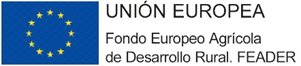 UNIÓN EUROPEA
Fondo Europeo Agrícola
de Desarrollo Rural. FEADER